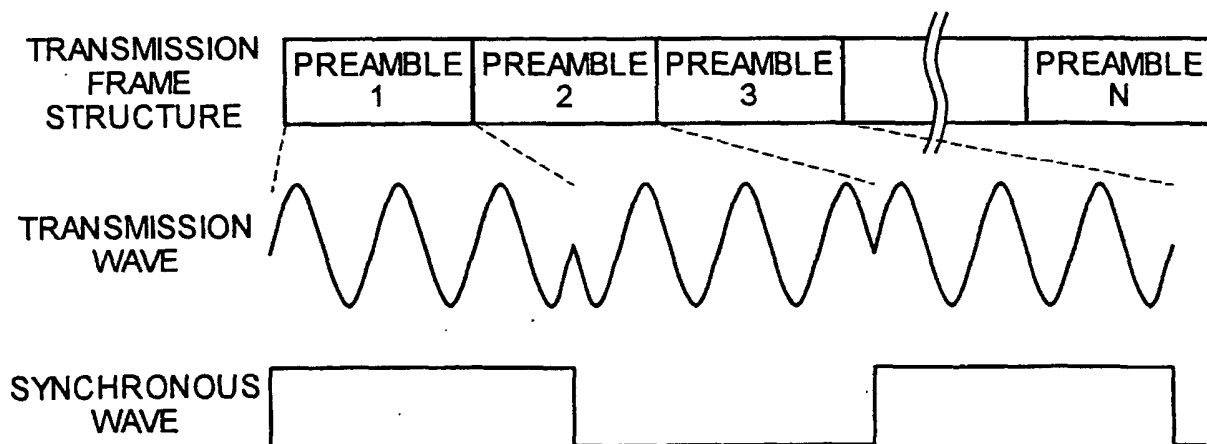 TRANSMISSION
FRAME
STRUCTURE
PREAMBLE
1
PREAMBLE
2
PREAMBLE
3
PREAMBLE
N
TRANSMISSION
WAVE
SYNCHRONOUS
WAVE